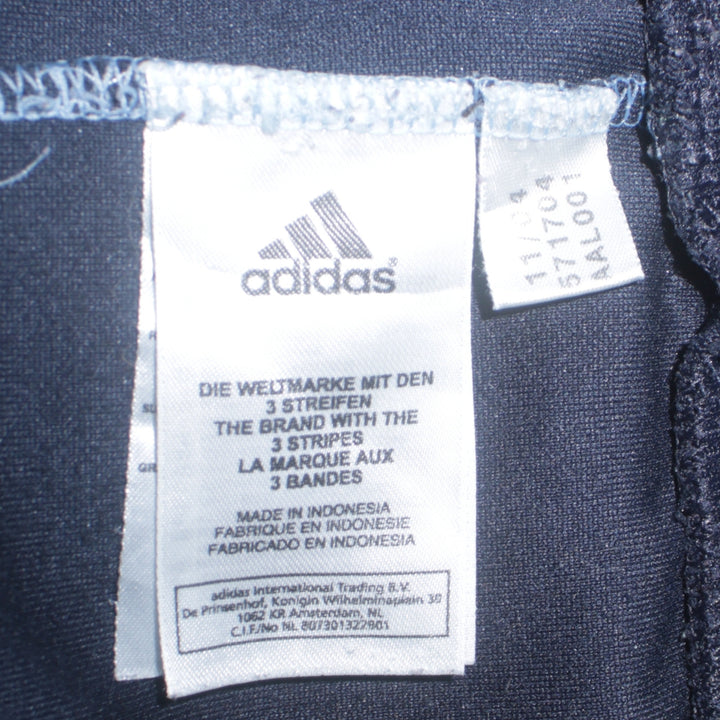 adidas
DIE WELTMARKE MIT DEN
3 STREIFEN
THE BRAND WITH THE
3 STRIPES
LA MARQUE AUX
3 BANDES
MADE IN INDONESIA
FABRIQUE EN INDONESIE
FABRICADO EN INDONESIA
adidas International Trading B.V.
De Prinsenhof, Konigin Wilhelminaplein 30
1062 KR Amsterdam, NL
C.I.F/No NL 807301322B01
11/04
571704
AAL001
GR